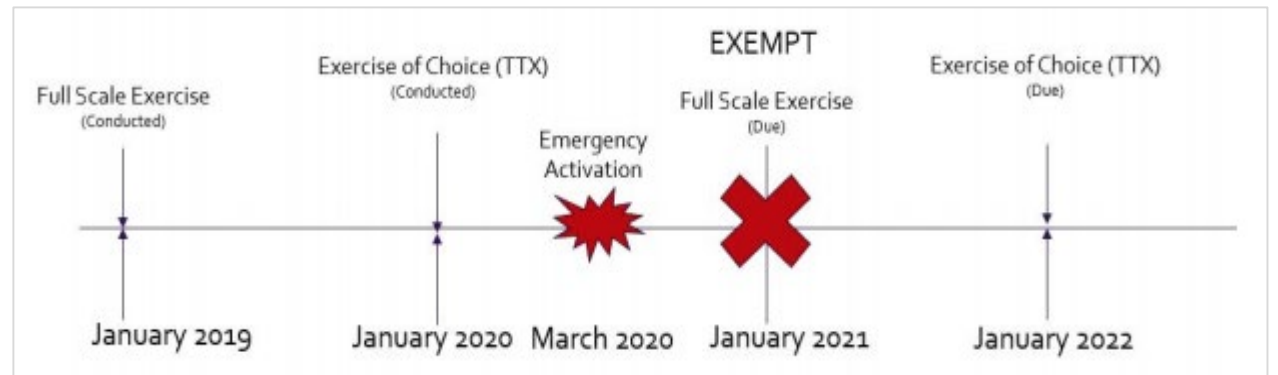 Full Scale Exercise
(Conducted)
Exercise of Choice (TTX)
(Conducted)
Emergency
Activation
EXEMPT
Full Scale Exercise
(Due)
Exercise of Choice (TTX)
(Due)
January 2019
January 2020
March 2020
January 2021
January 2022